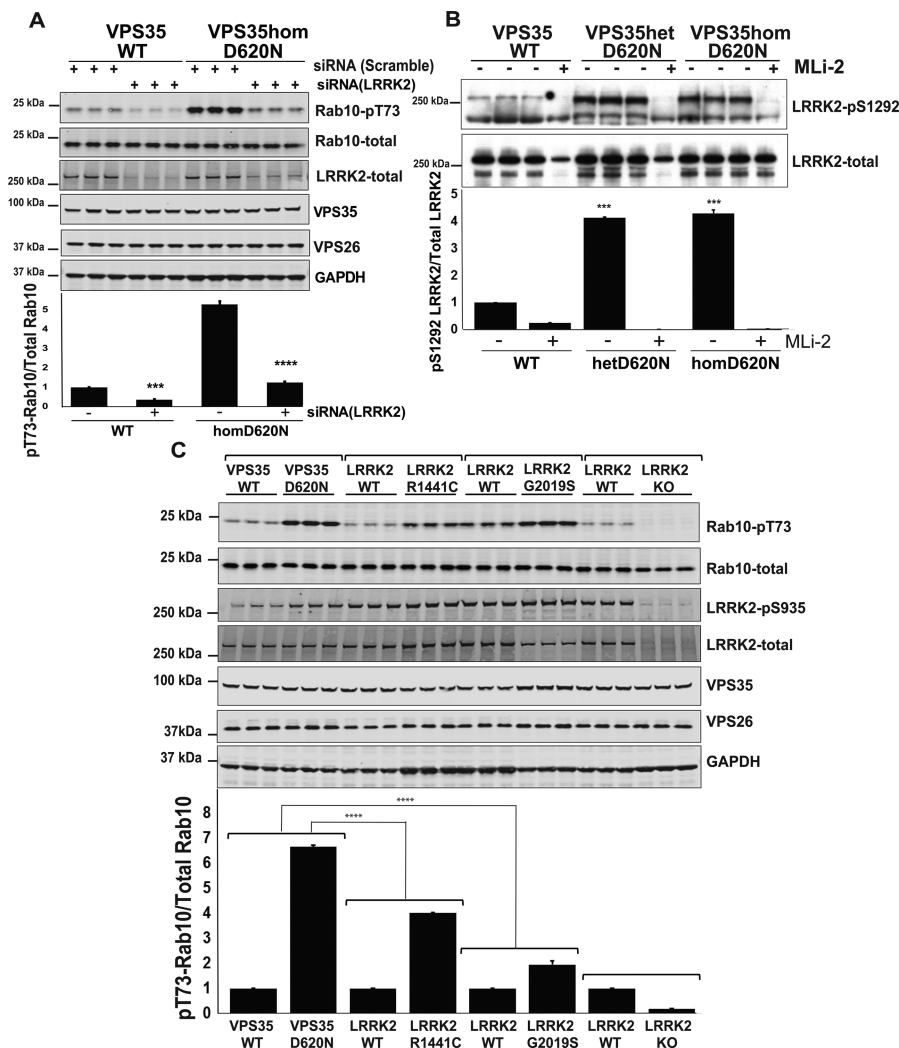 A
VPS35
WT
VPS35hom
D620N
+ + + + + + siRNA (Scramble)
+ + + + + + siRNA(LRRK2)
25 kDa
Rab10-pT73
25 kDa
Rab10-total
LRRK2-total
250 kDa
100 kDa
VPS35
37 kDa
VPS26
37 kDa
GAPDH
pT73-Rab10/Total Rab10
5
4
3
2
1
0
***
****
- + - + siRNA(LRRK2)
WT
homD620N
B
VPS35
WT
VPS35het
D620N
VPS35hom
D620N
- - - + - - - + - - - + MLi-2
250 kDa
LRRK2-pS1292
250 kDa
LRRK2-total
pS1292 LRRK2/Total LRRK2
5
4
3
2
1
0
***
***
- + - + - + MLi-2
WT
hetD620N
homD620N
C
VPS35
WT
VPS35
D620N
LRRK2
WT
LRRK2
R1441C
LRRK2
WT
LRRK2
G2019S
LRRK2
WT
LRRK2
KO
25 kDa
Rab10-pT73
25 kDa
Rab10-total
250 kDa
LRRK2-pS935
250 kDa
LRRK2-total
100 kDa
VPS35
37kDa
VPS26
37 kDa
GAPDH
pT73-Rab10/Total Rab10
8
7
6
5
4
3
2
1
0
****
****
VPS35
WT
VPS35
D620N
LRRK2
WT
LRRK2
R1441C
LRRK2
WT
LRRK2
G2019S
LRRK2
WT
LRRK2
KO